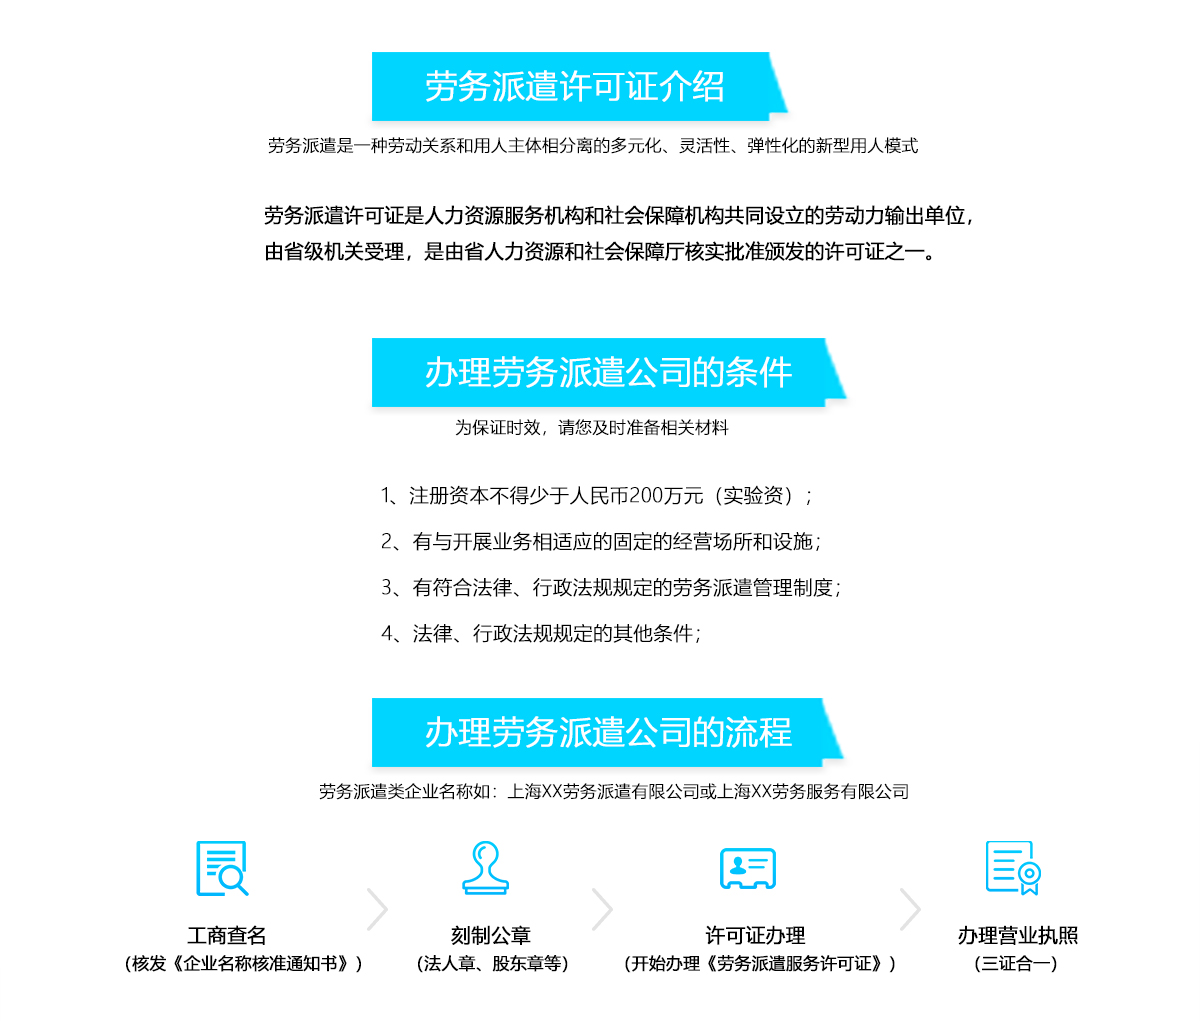 劳务派遣许可证介绍
劳务派遣是一种劳动关系和用人主体相分离的多元化、灵活性、弹性化的新型用人模式
劳务派遣许可证是人力资源服务机构和社会保障机构共同设立的劳动力输出单位，
由省级机关受理，是由省人力资源和社会保障厅核实批准颁发的许可证之一。
办理劳务派遣公司的条件
为保证时效，请您及时准备相关材料
1、注册资本不得少于人民币200万元（实验资）；
2、有与开展业务相适应的固定的经营场所和设施；
3、有符合法律、行政法规规定的劳务派遣管理制度；
4、法律、行政法规规定的其他条件；
办理劳务派遣公司的流程
劳务派遣类企业名称如：上海XX劳务派遣有限公司或上海XX劳务服务有限公司
工商查名
（核发《企业名称核准通知书》）
刻制公章
（法人章、股东章等）
许可证办理
（开始办理《劳务派遣服务许可证》）
办理营业执照
（三证合一）